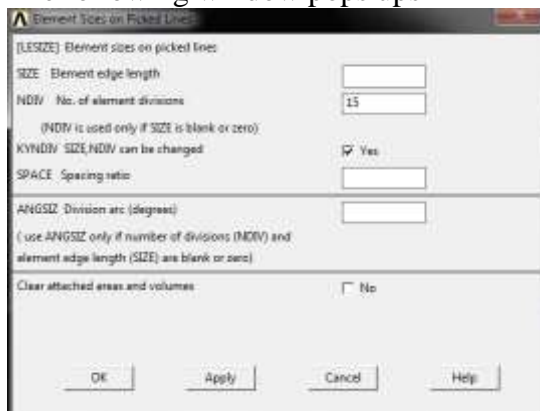 Element Sizes on Picked Lines
[LESIZE] Element sizes on picked lines
SIZE Element edge length
NDIV No. of element divisions 15
(NDIV is used only if SIZE is blank or zero)
KYNDIV SIZE,NDIV can be changed Yes
SPACE Spacing ratio
ANGSIZ Division arc (degrees)
( use ANGSIZ only if number of divisions (NDIV) and
element edge length (SIZE) are blank or zero)
Clear attached areas and volumes No
OK Apply Cancel Help